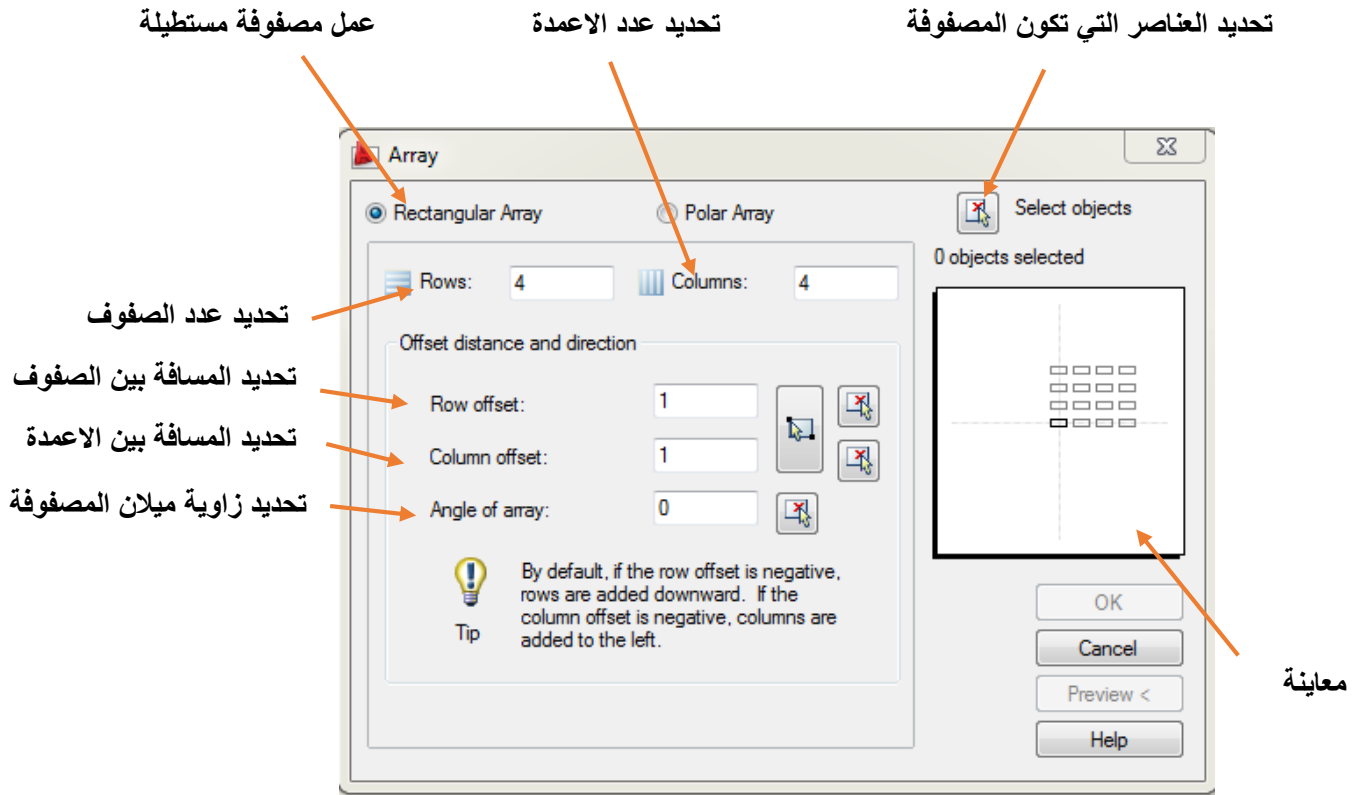 تحديد العناصر التي تكون المصفوفة
تحديد عدد الاعمدة
عمل مصفوفة مستطيلة
Array
Rectangular Array
Polar Array
Select objects
0 objects selected
Rows: 4
Columns: 4
تحديد عدد الصفوف
Offset distance and direction
تحديد المسافة بين الصفوف
Row offset: 1
تحديد المسافة بين الاعمدة
Column offset: 1
تحديد زاوية ميلان المصفوفة
Angle of array: 0
Tip
By default, if the row offset is negative,
rows are added downward. If the
column offset is negative, columns are
added to the left.
OK
Cancel
معاينة
Preview <
Help